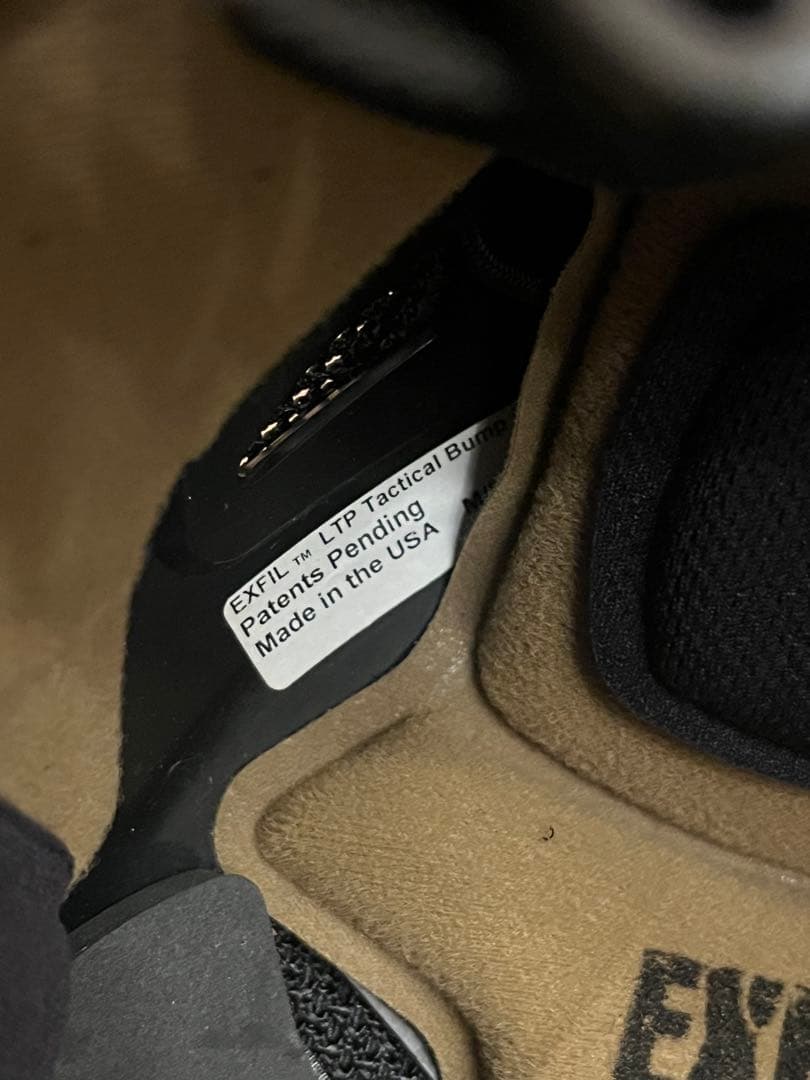 EXFIL™ LTP Tactical Bump
Patents Pending
Made in the USA